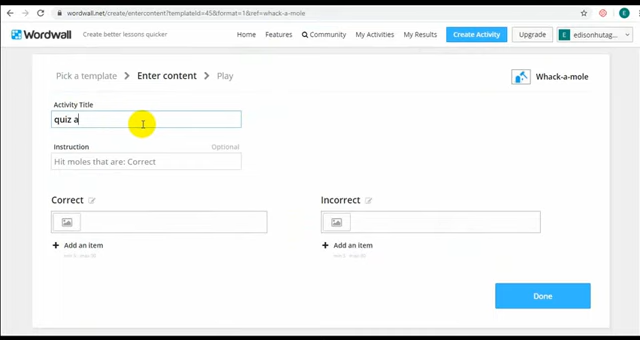 wordwall.net/create/entercontent?templateId=45&format=1&ref=whack-a-mole
Wordwall Create better lessons quicker Home Features Community My Activities My Results Create Activity Upgrade edisonhutag...
Pick a template Enter content Play Whack-a-mole
Activity Title
quiz a
Instruction Optional
Hit moles that are: Correct
Correct Incorrect
+ Add an item + Add an item
Done